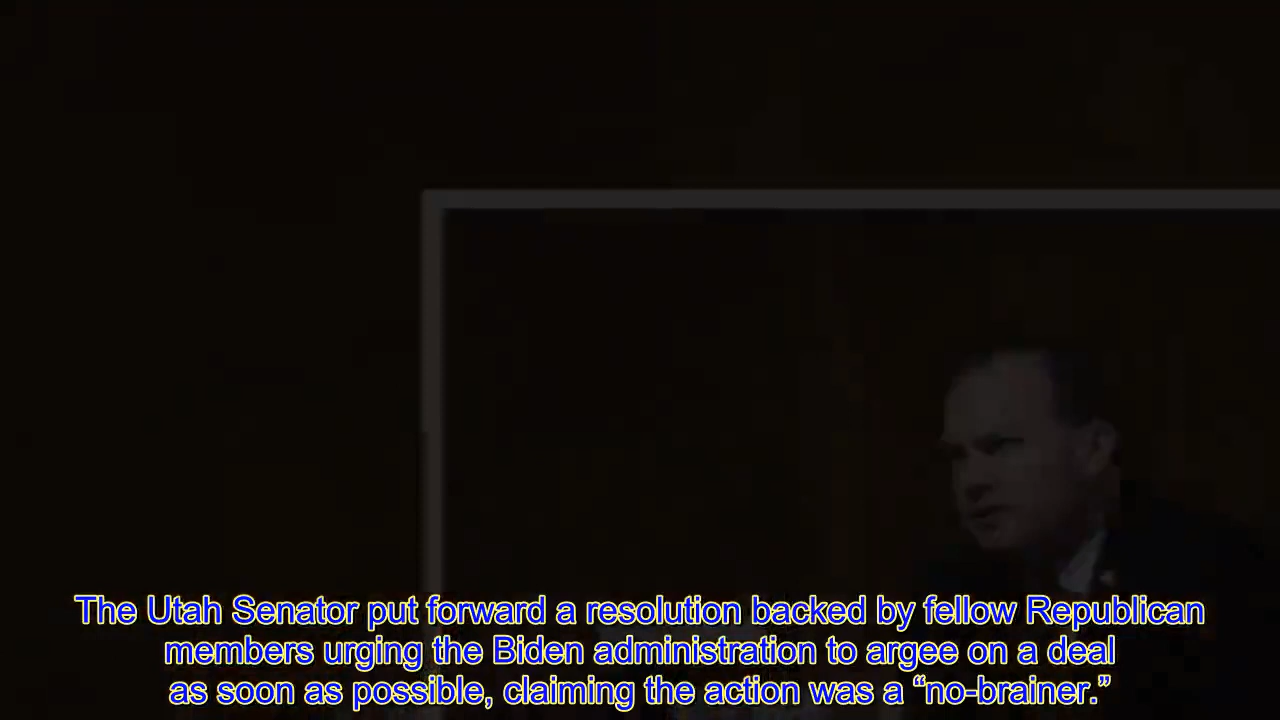 The Utah Senator put forward a resolution backed by fellow Republican
members urging the Biden administration to argee on a deal
as soon as possible, claiming the action was a “no-brainer.”